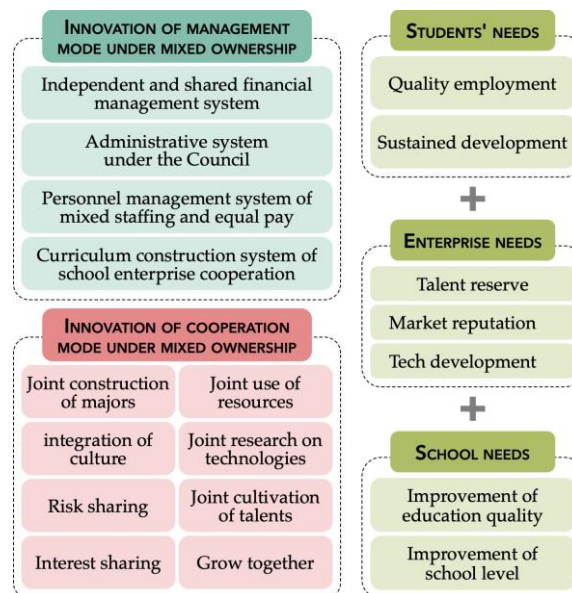 INNOVATION OF MANAGEMENT
MODE UNDER MIXED OWNERSHIP
Independent and shared financial
management system
Administrative system
under the Council
Personnel management system of
mixed staffing and equal pay
Curriculum construction system of
school enterprise cooperation
INNOVATION OF COOPERATION
MODE UNDER MIXED OWNERSHIP
Joint construction
of majors
Joint use of
resources
integration of
culture
Joint research on
technologies
Risk sharing
Joint cultivation
of talents
Interest sharing
Grow together
STUDENTS' NEEDS
Quality employment
Sustained development
+
ENTERPRISE NEEDS
Talent reserve
Market reputation
Tech development
+
SCHOOL NEEDS
Improvement of
education quality
Improvement of
school level